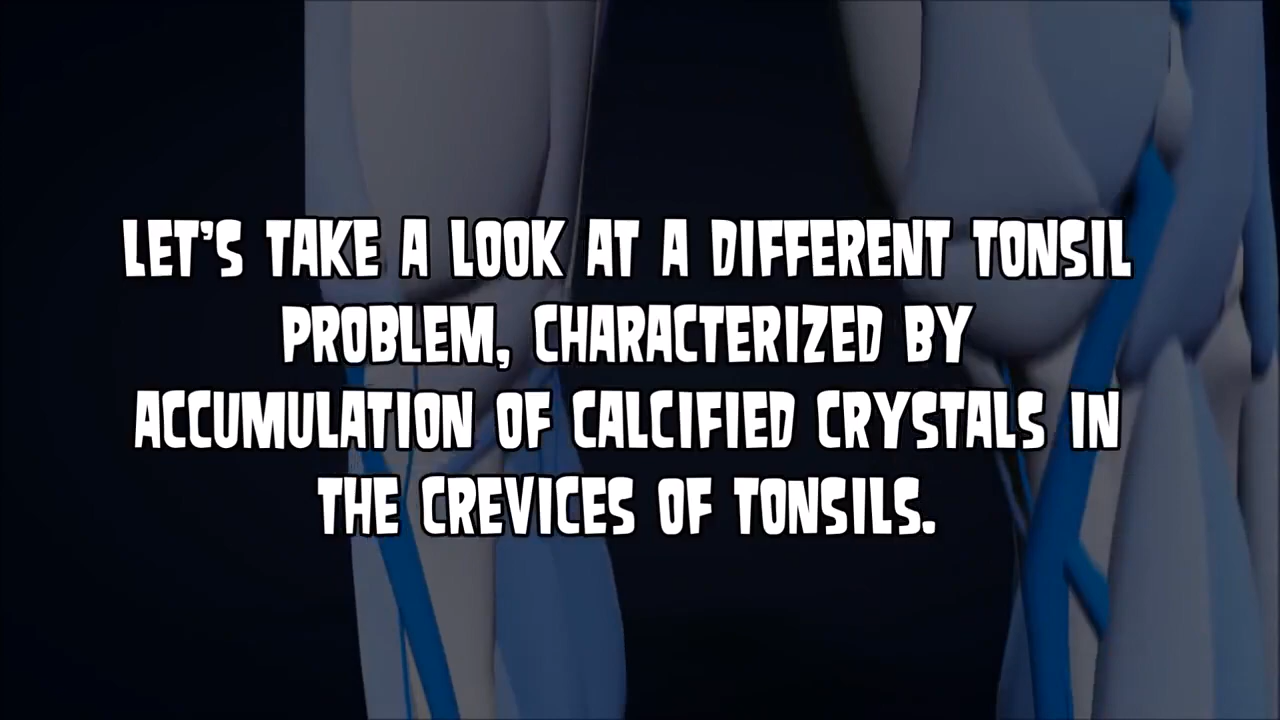 LET'S TAKE A LOOK AT A DIFFERENT TONSIL
PROBLEM, CHARACTERIZED BY
ACCUMULATION OF CALCIFIED CRYSTALS IN
THE CREVICES OF TONSILS.